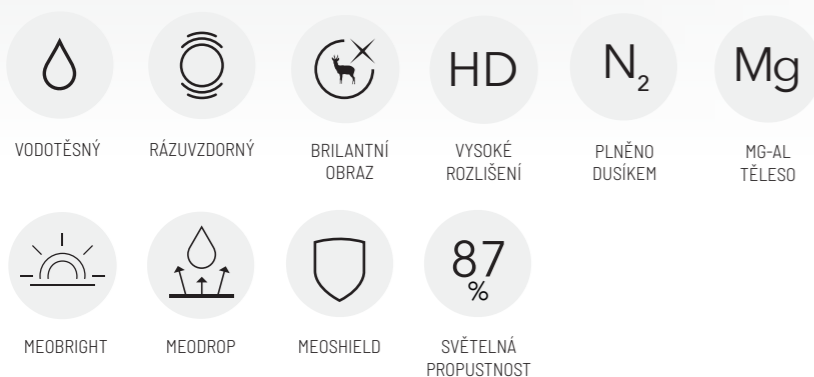 HD
N₂
Mg
VODOTĚSNÝ
RÁZUVZDORNÝ
BRILANTNÍ
OBRAZ
VYSOKÉ
ROZLIŠENÍ
PLNĚNO
DUSÍKEM
MG-AL
TĚLESO
87
%
MEOBRIGHT
MEODROP
MEOSHIELD
SVĚTELNÁ
PROPUSTNOST